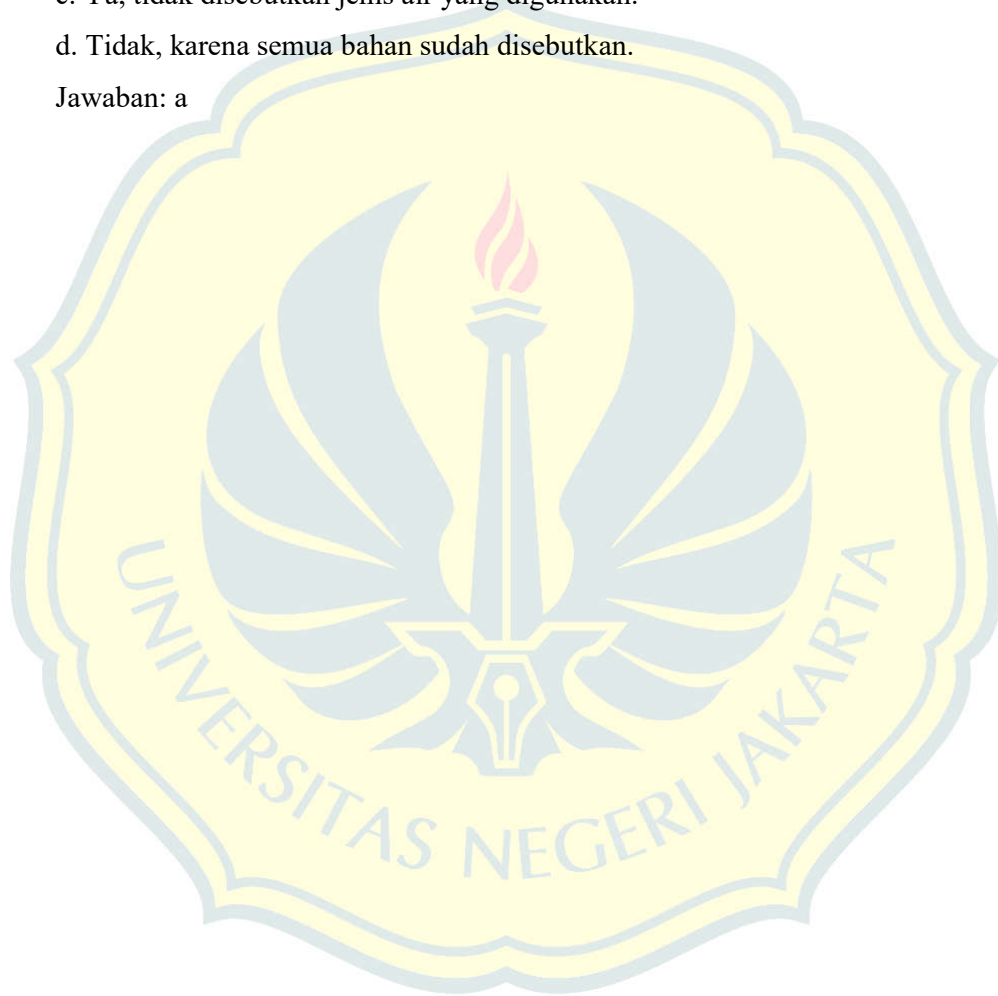 c. Ya, tidak disebutkan jenis air yang digunakan.
d. Tidak, karena semua bahan sudah disebutkan.
Jawaban: a
UNIVERSITAS NEGERI JAKARTA